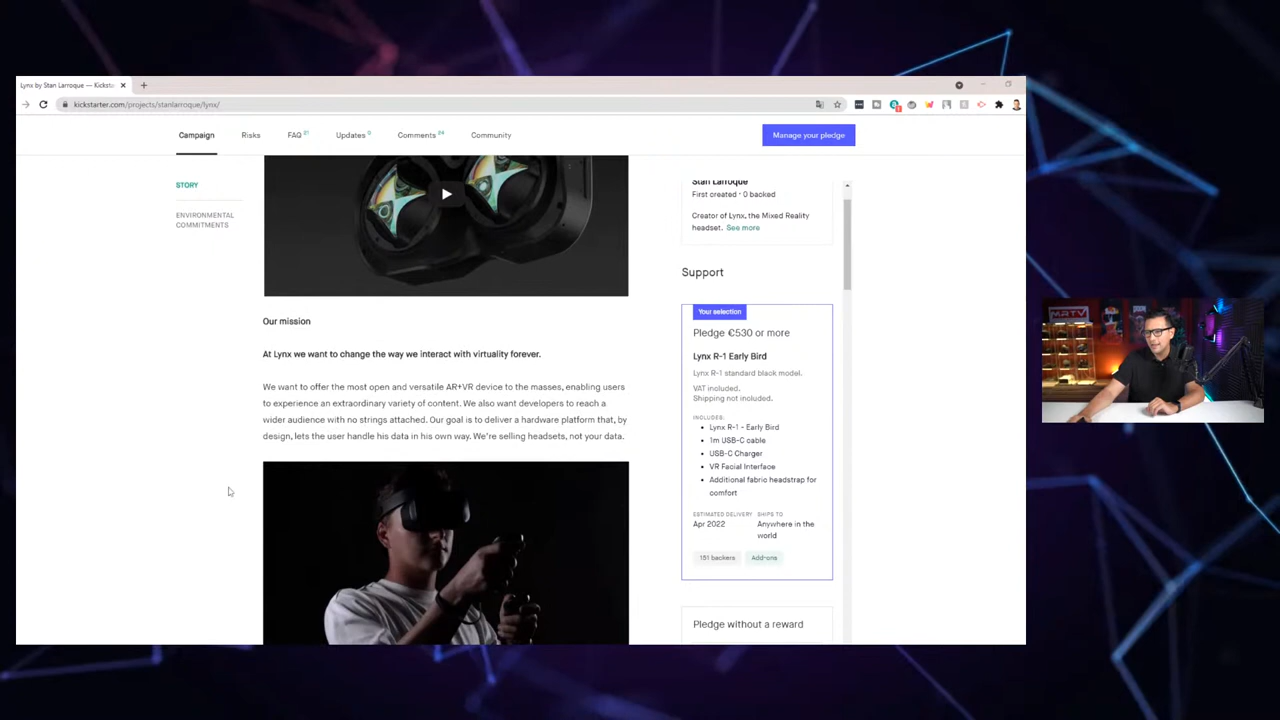 Lynx by Stan Larroque — Kicksta
kickstarter.com/projects/stanlarroque/lynx/
Campaign
Risks
FAQ 21
Updates 0
Comments 24
Community
Manage your pledge
STORY
ENVIRONMENTAL
COMMITMENTS
Our mission
At Lynx we want to change the way we interact with virtuality forever.
We want to offer the most open and versatile AR+VR device to the masses, enabling users
to experience an extraordinary variety of content. We also want developers to reach a
wider audience with no strings attached. Our goal is to deliver a hardware platform that, by
design, lets the user handle his data in his own way. We're selling headsets, not your data.
Stan Larroque
First created · 0 backed
Creator of Lynx, the Mixed Reality
headset. See more
Support
Your selection
Pledge €530 or more
Lynx R-1 Early Bird
Lynx R-1 standard black model.
VAT included.
Shipping not included.
INCLUDES:
• Lynx R-1 - Early Bird
• 1m USB-C cable
• USB-C Charger
• VR Facial Interface
• Additional fabric headstrap for
comfort
ESTIMATED DELIVERY
Apr 2022
SHIPS TO
Anywhere in the
world
151 backers
Add-ons
Pledge without a reward
MRTV